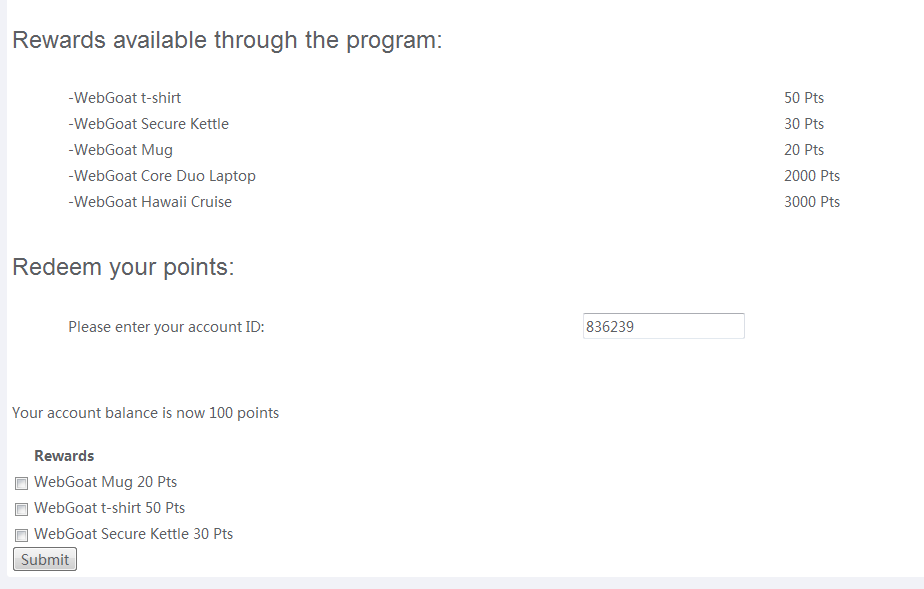 Rewards available through the program:
-WebGoat t-shirt 50 Pts
-WebGoat Secure Kettle 30 Pts
-WebGoat Mug 20 Pts
-WebGoat Core Duo Laptop 2000 Pts
-WebGoat Hawaii Cruise 3000 Pts
Redeem your points:
Please enter your account ID: 836239
Your account balance is now 100 points
Rewards
WebGoat Mug 20 Pts
WebGoat t-shirt 50 Pts
WebGoat Secure Kettle 30 Pts
Submit